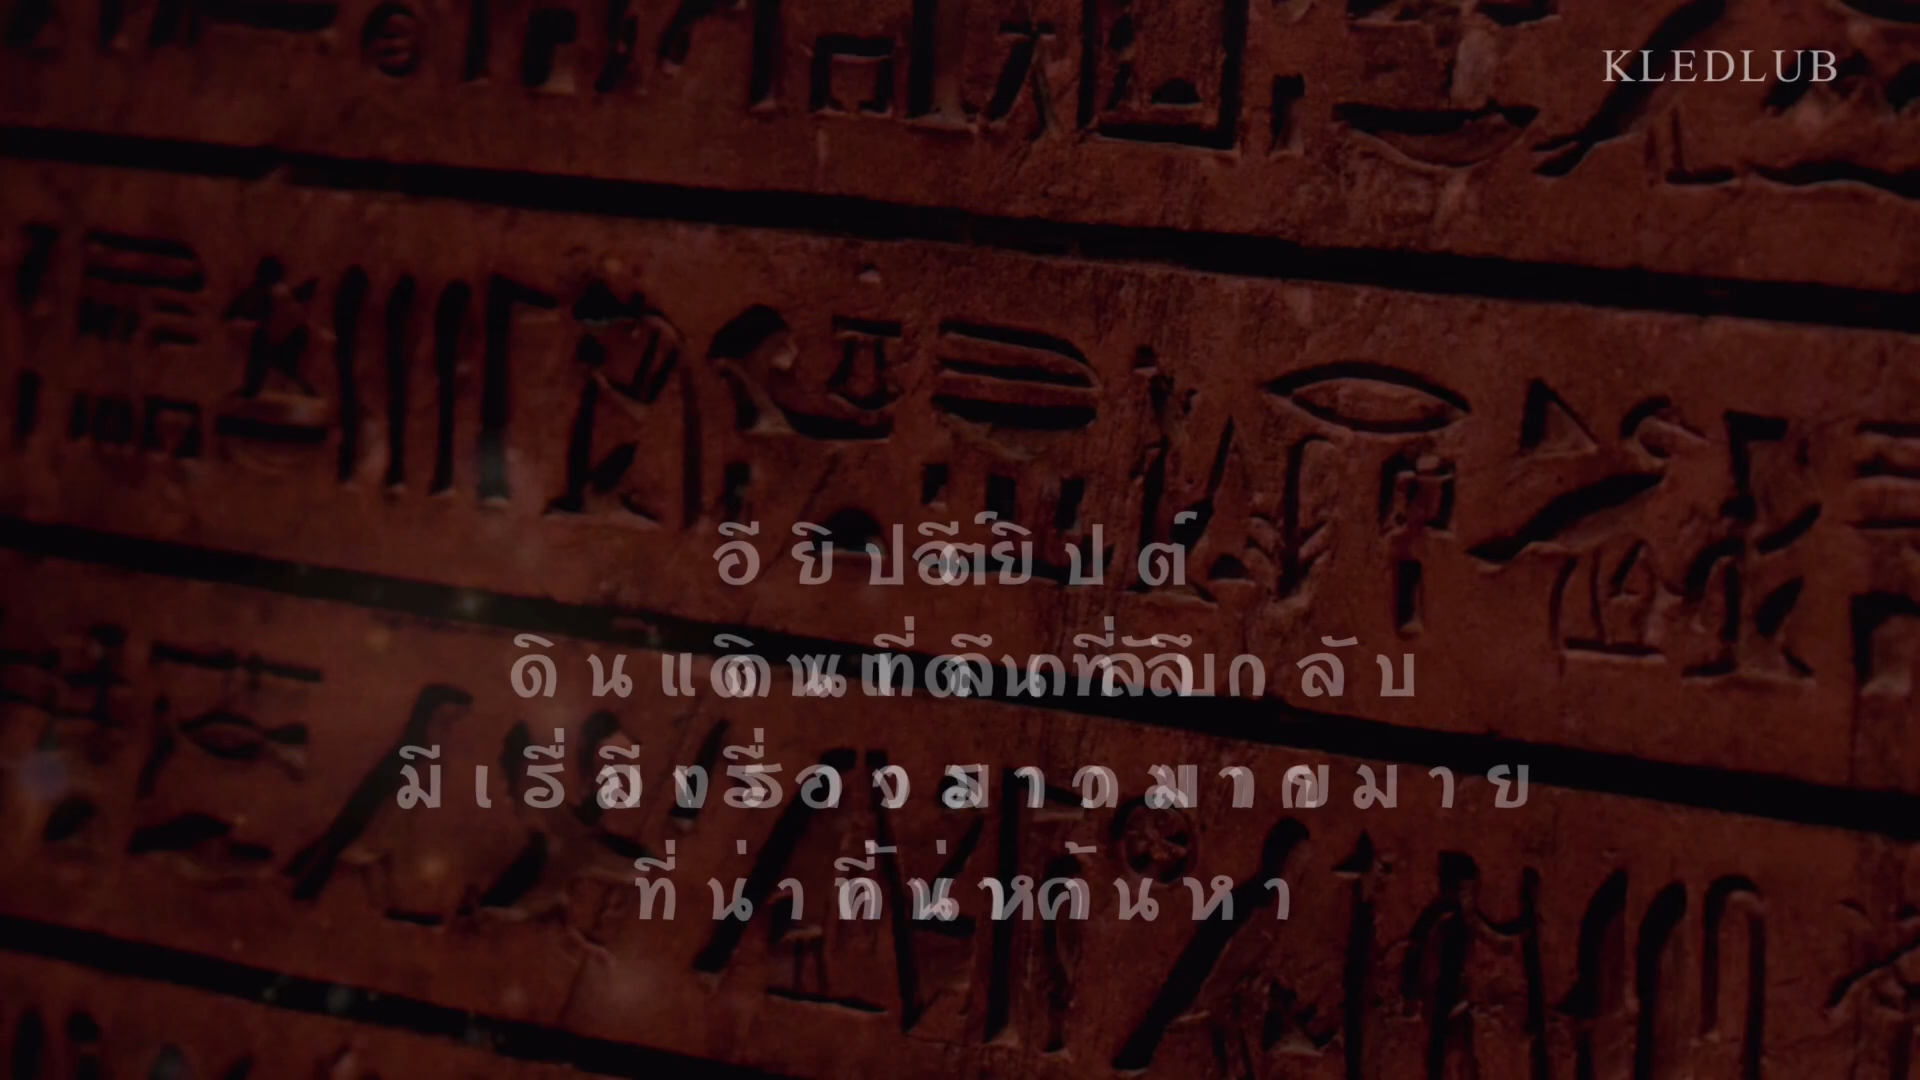 KLEDLUB
อียิปต์
ดินแดนที่ลึกลับ
มีเรื่องราวมากมาย
ที่น่าค้นหา